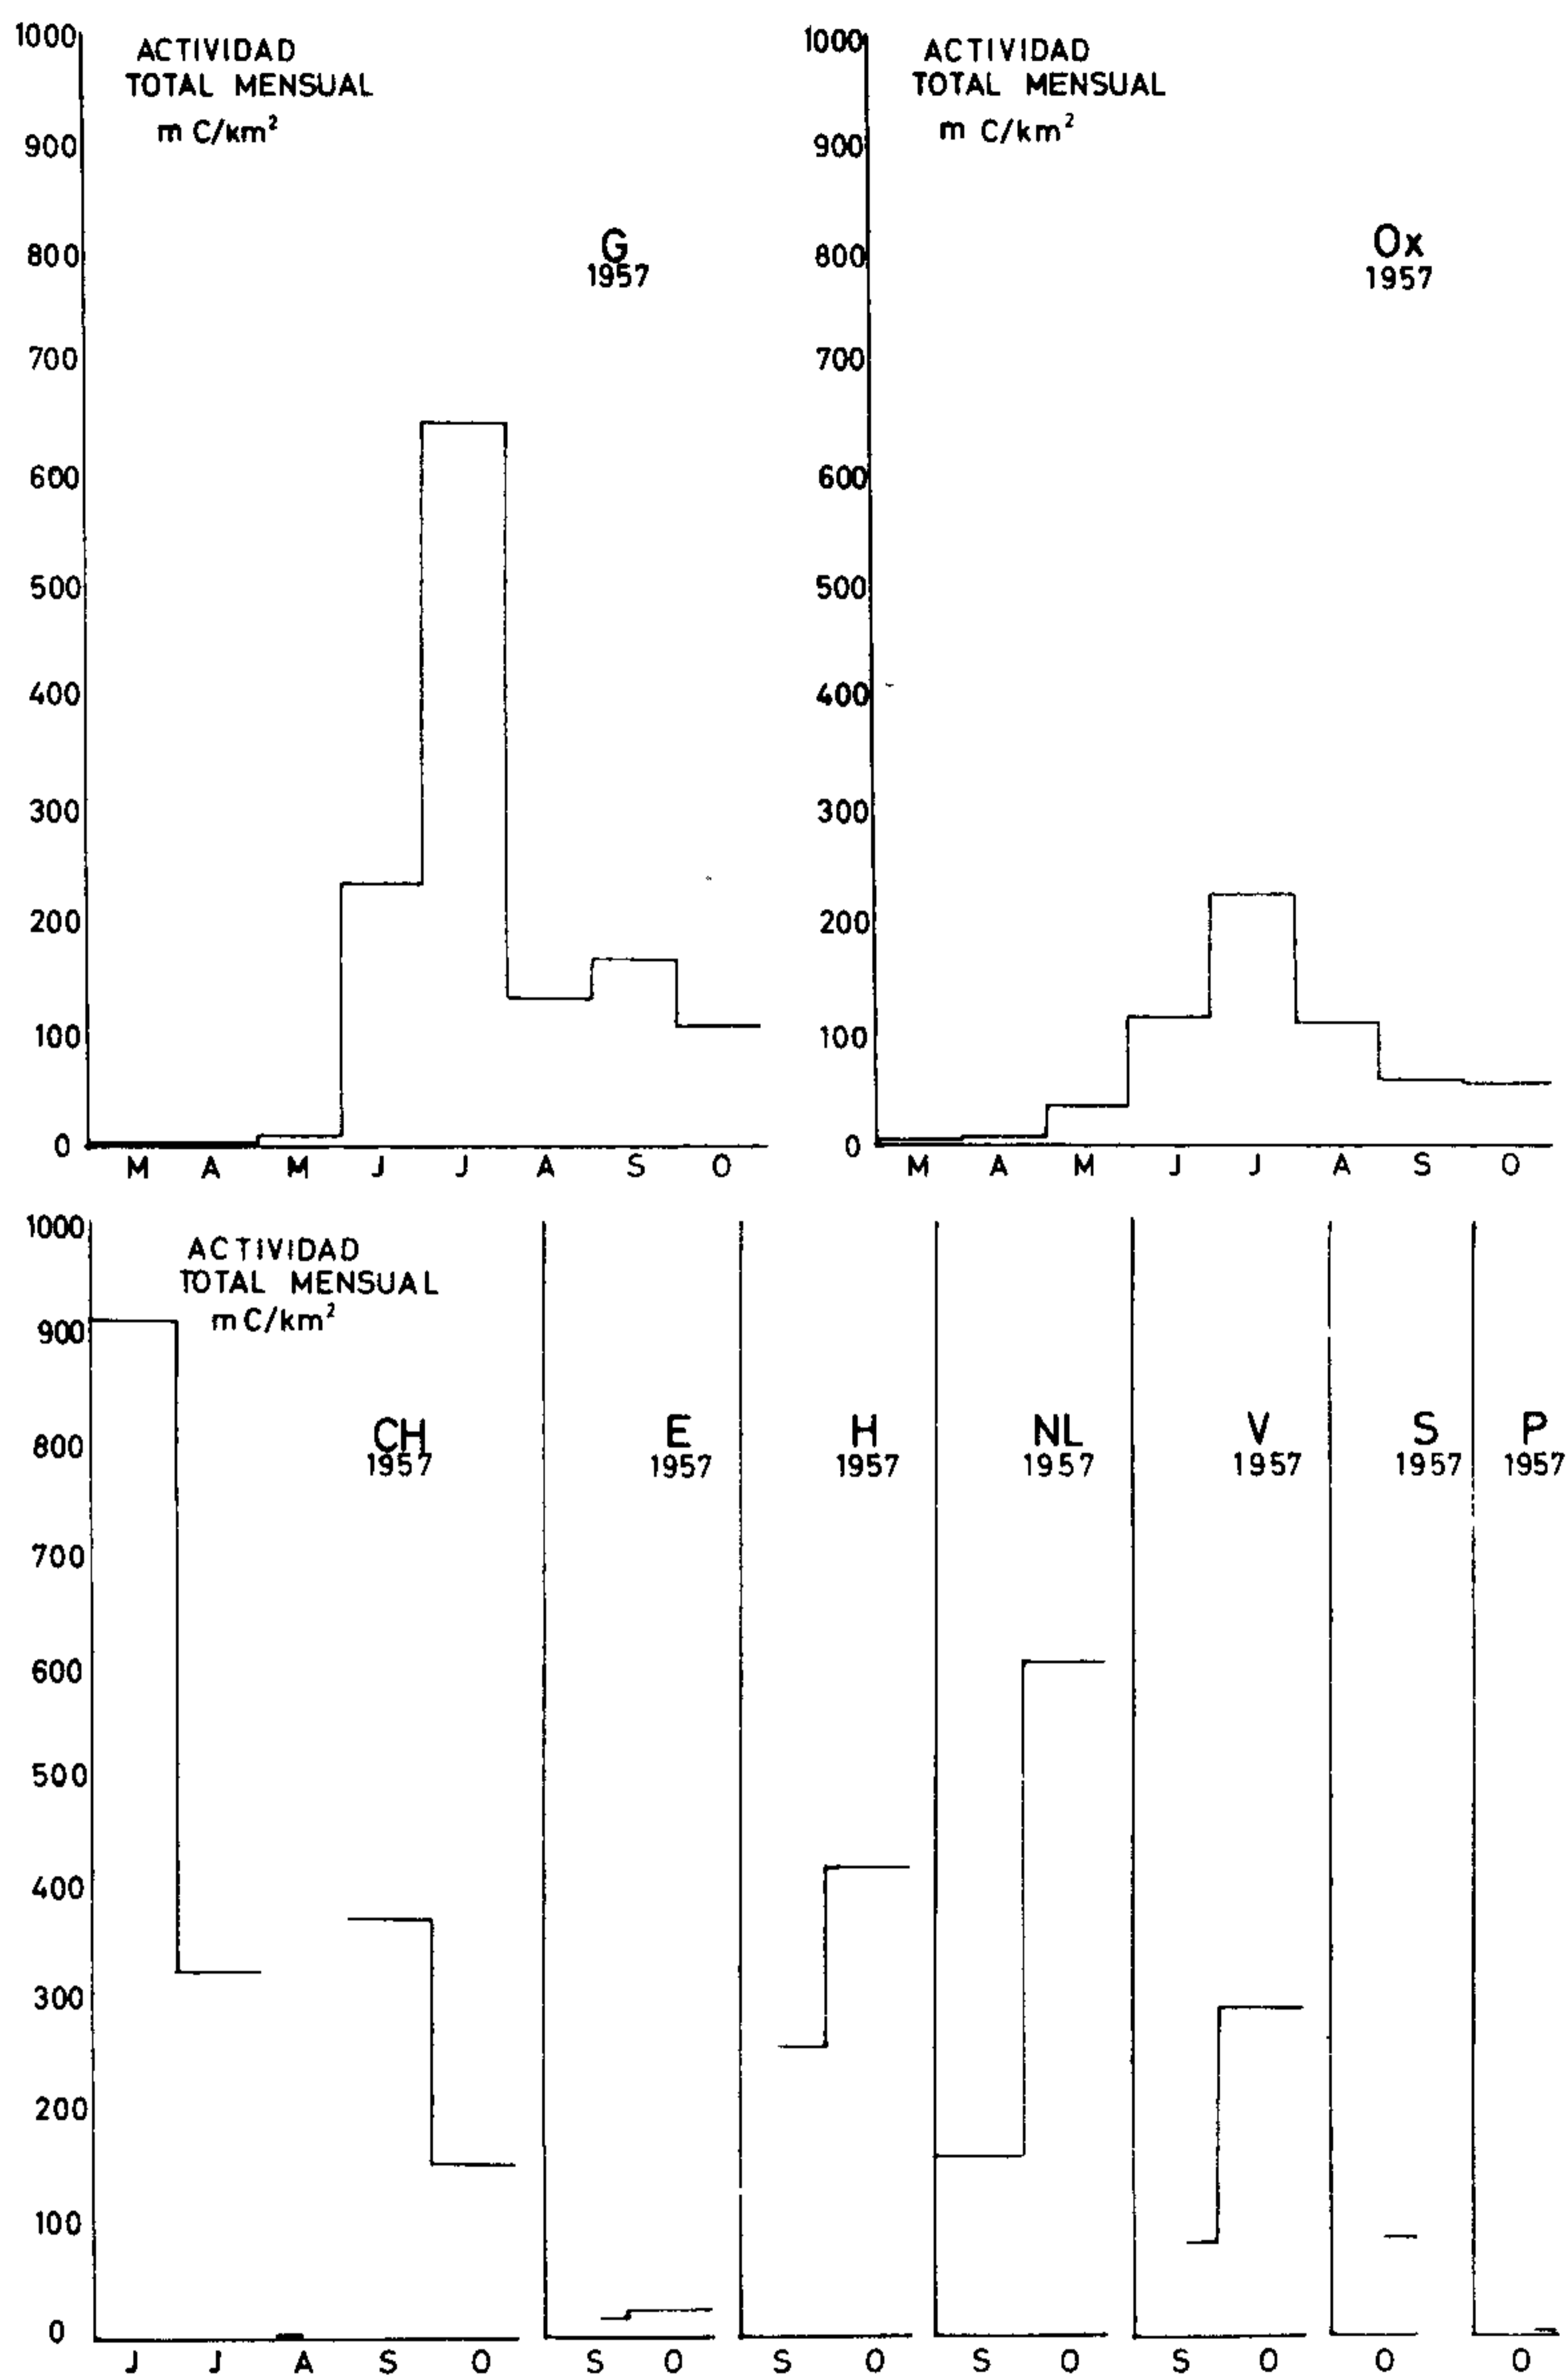 ACTIVIDAD
TOTAL MENSUAL
m C/km²
G
1957
1000
900
800
700
600
500
400
300
200
100
0
M A M J J A S O
ACTIVIDAD
TOTAL MENSUAL
m C/km²
Ox
1957
1000
900
800
700
600
500
400
300
200
100
0
M A M J J A S O
ACTIVIDAD
TOTAL MENSUAL
m C/km²
1000
900
800
700
600
500
400
300
200
100
0
CH
1957
J J A S O
E
1957
S O
H
1957
S O
NL
1957
S O
V
1957
S O
S
1957
O
P
1957
O